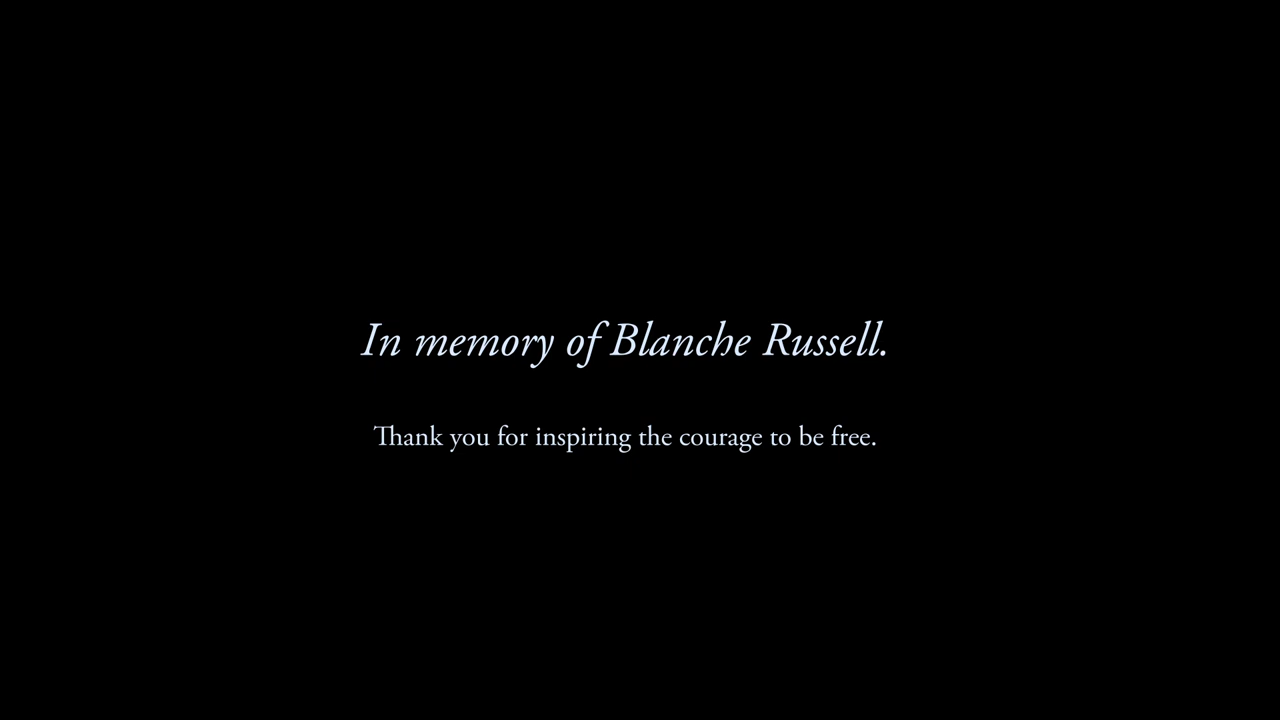 In memory of Blanche Russell.
Thank you for inspiring the courage to be free.